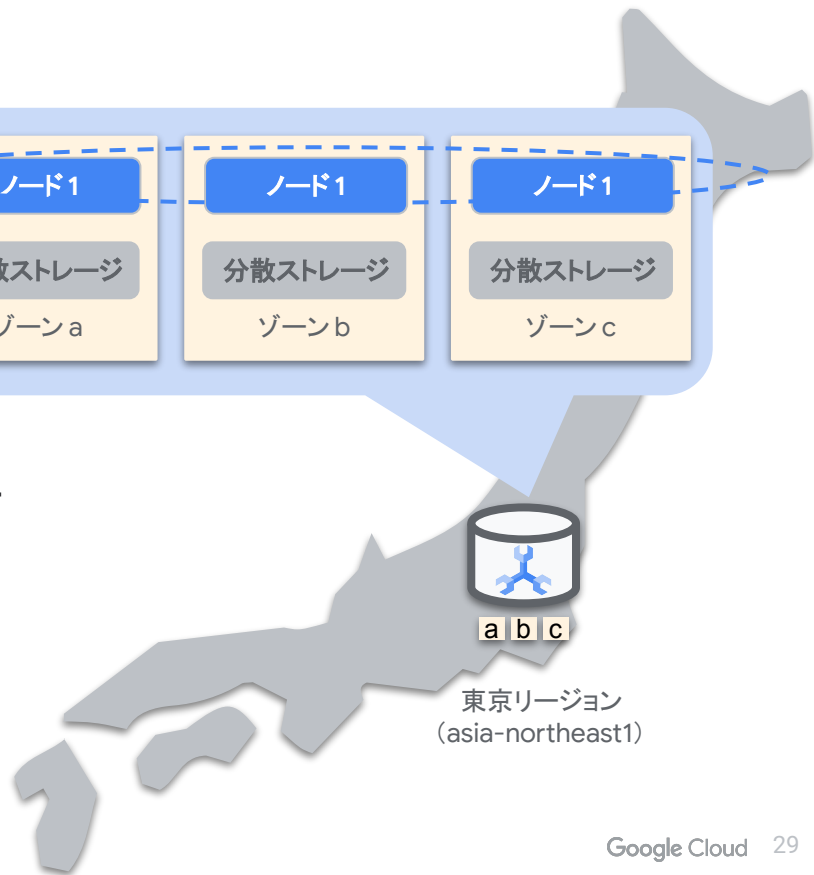 ノード 1
ノード 1
ノード 1
散ストレージ
分散ストレージ
分散ストレージ
ゾーン a
ゾーン b
ゾーン c
a b c
東京リージョン
（asia-northeast1）
Google Cloud 29